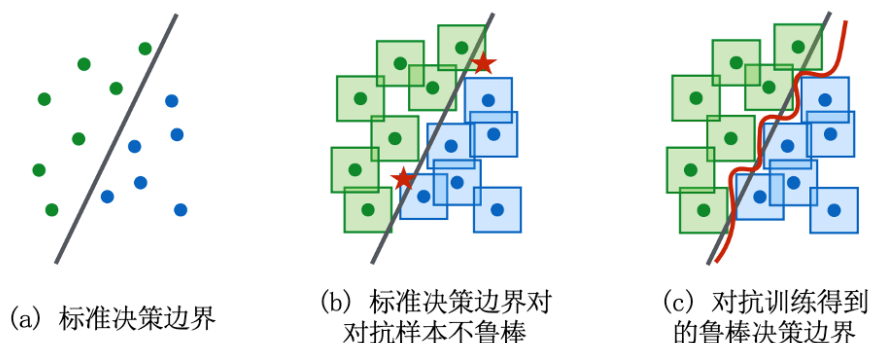 (a) 标准决策边界
(b) 标准决策边界对
对抗样本不鲁棒
(c) 对抗训练得到
的鲁棒决策边界